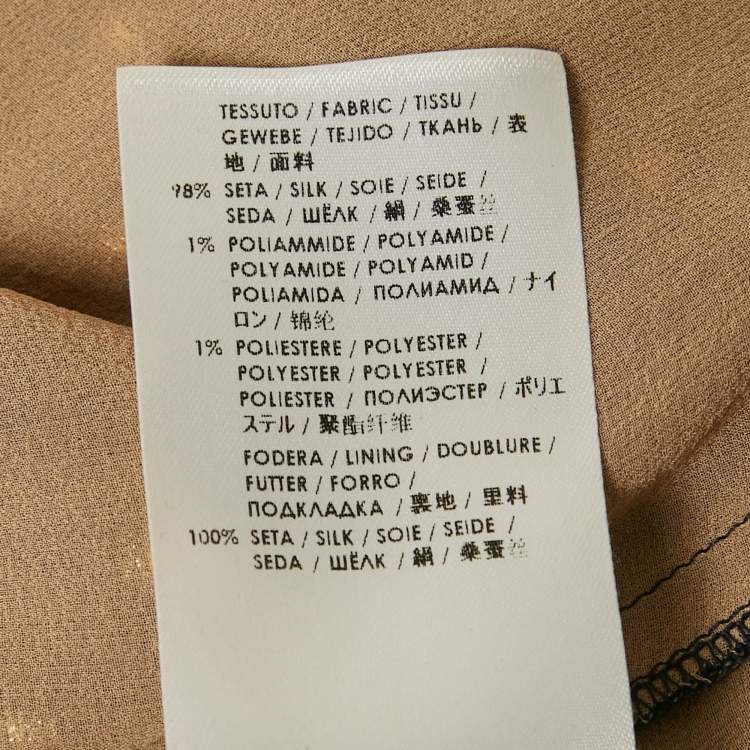 TESSUTO / FABRIC / TISSU /
GEWEBE / TEJIDO / ТКАНЬ / 表
地 / 面料
98% SETA / SILK / SOIE / SEIDE /
SEDA / ШЁЛК / 絹 / 桑蚕丝
1% POLIAMMIDE / POLYAMIDE /
POLYAMIDE / POLYAMID /
POLIAMIDA / ПОЛИАМИД / ナイ
ロン / 锦纶
1% POLIESTERE / POLYESTER /
POLYESTER / POLYESTER /
POLIESTER / ПОЛИЭСТЕР / ポリエ
ステル / 聚酯纤维
FODERA / LINING / DOUBLURE /
FUTTER / FORRO /
ПОДКЛАДКА / 裏地 / 里料
100% SETA / SILK / SOIE / SEIDE /
SEDA / ШЁЛК / 絹 / 桑蚕丝